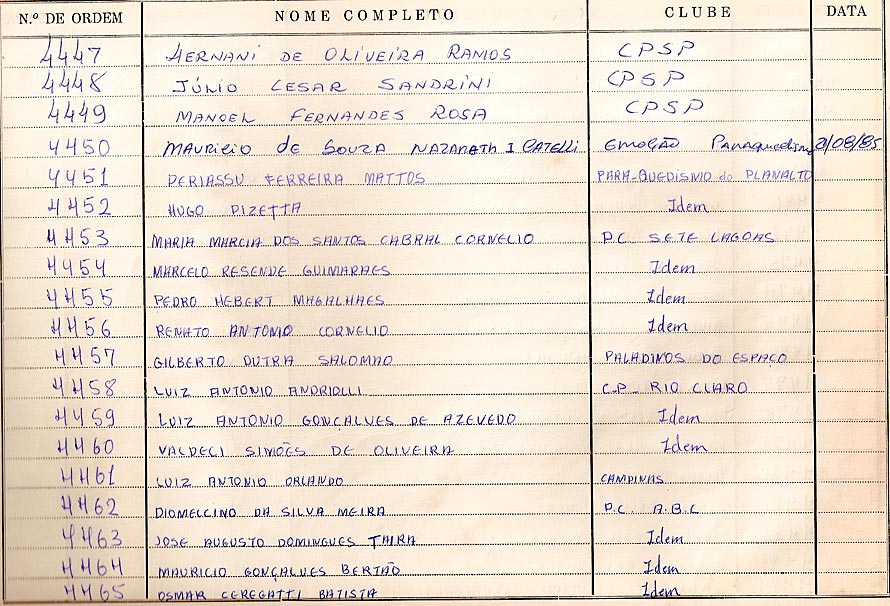 N.º DE ORDEM NOME COMPLETO CLUBE DATA
4447 HERNANI DE OLIVEIRA RAMOS CPSP
4448 JÚLIO CESAR SANDRINI CPSP
4449 MANOEL FERNANDES ROSA CPSP
4450 MAURICIO de SOUZA NAZARETH I CATELLI EMOÇÃO Paraquedismo 21/08/85
4451 PERIASSU FERREIRA MATTOS PARA-QUEDISMO do PLANALTO
4452 HUGO PIZETTA Idem
4453 MARIA MARCIA DOS SANTOS CABRAL CORNELIO P.C. SETE LAGOAS
4454 MARCELO RESENDE GUIMARAES Idem
4455 PEDRO HEBERT MAGALHAES Idem
4456 RENATO ANTONIO CORNELIO Idem
4457 GILBERTO DUTRA SALOMAO PALADINOS DO ESPAÇO
4458 LUIZ ANTONIO ANDRIOLLI C.P. RIO CLARO
4459 LUIZ ANTONIO GONCALVES DE AZEVEDO Idem
4460 VALDECI SIMÕES DE OLIVEIRA Idem
4461 LUIZ ANTONIO ORLANDO CAMPINAS
4462 DIOMELCINO DA SILVA MEIRA P.C. A.B.C
4463 JOSE AUGUSTO DOMINGUES TAIRA Idem
4464 MAURICIO GONÇALVES BERTÃO Idem
4465 OSMAR CEREGATTI BATISTA Idem